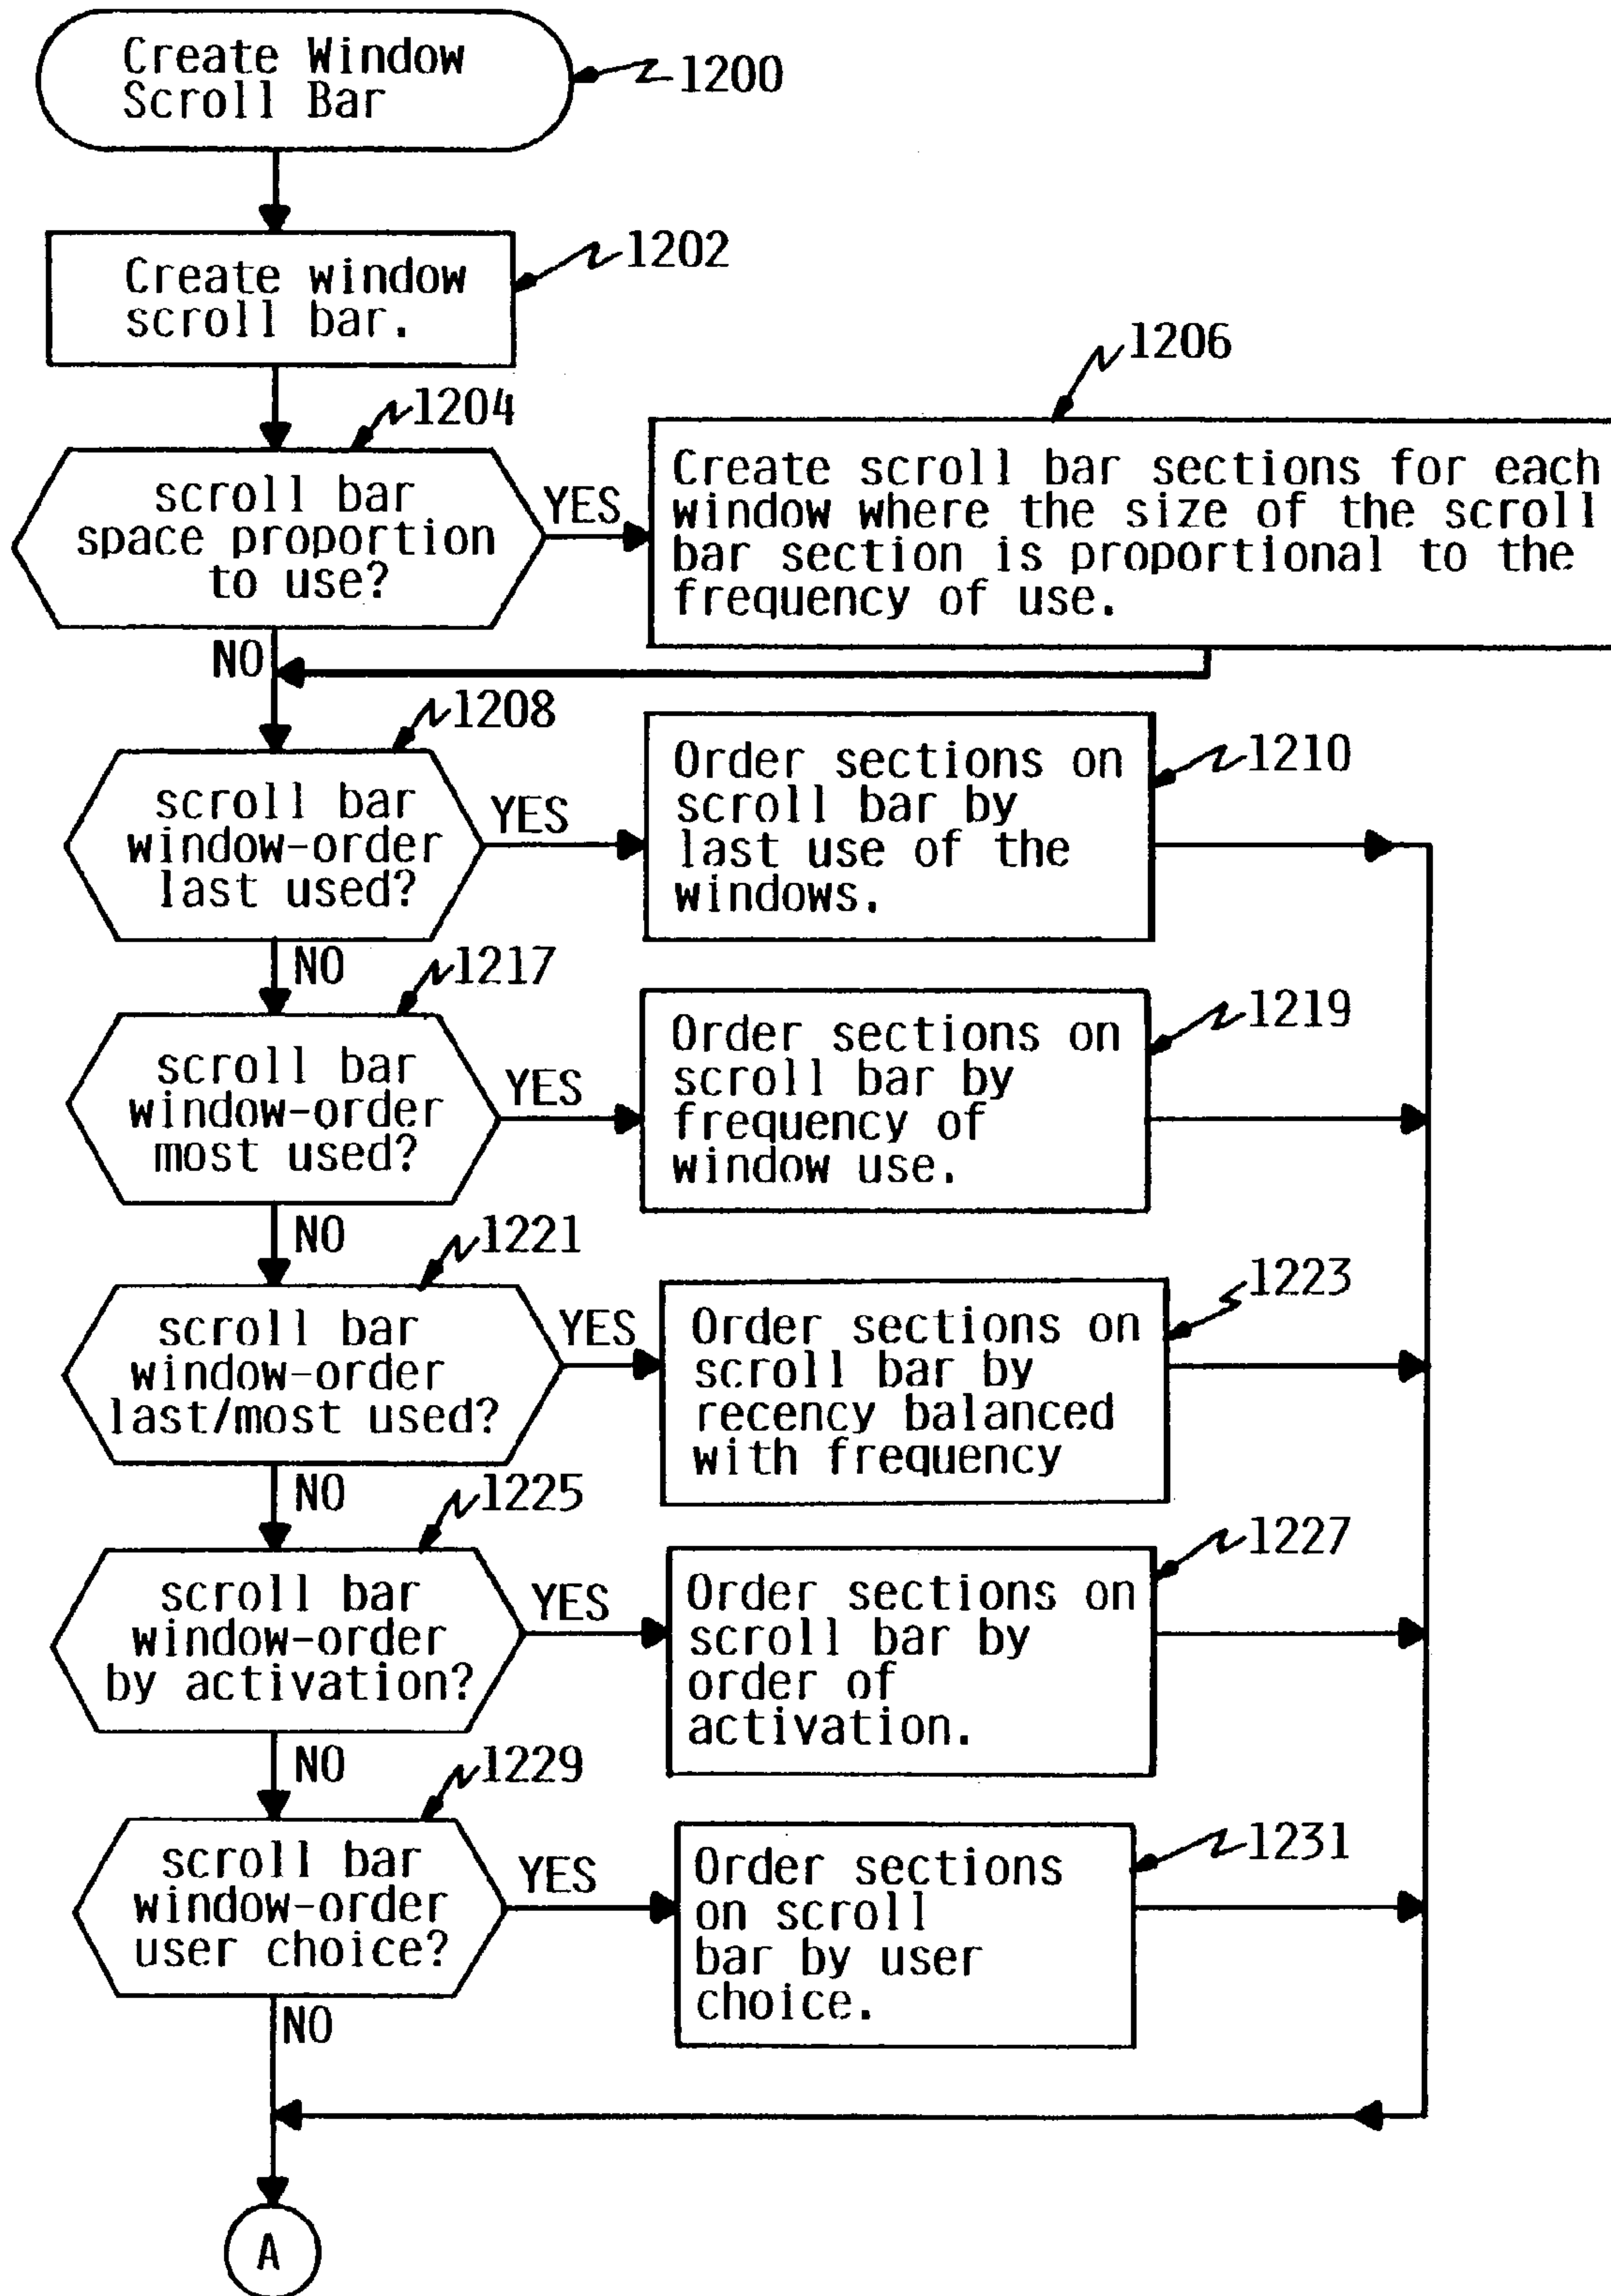 Create Window
Scroll Bar
1200
Create window
scroll bar.
1202
1204
scroll bar
space proportion
to use?
YES
NO
1206
Create scroll bar sections for each
window where the size of the scroll
bar section is proportional to the
frequency of use.
1208
scroll bar
window-order
last used?
YES
NO
Order sections on
scroll bar by
last use of the
windows.
1210
1217
scroll bar
window-order
most used?
YES
NO
Order sections on
scroll bar by
frequency of
window use.
1219
1221
scroll bar
window-order
last/most used?
YES
NO
Order sections on
scroll bar by
recency balanced
with frequency
1223
1225
scroll bar
window-order
by activation?
YES
NO
Order sections on
scroll bar by
order of
activation.
1227
1229
scroll bar
window-order
user choice?
YES
NO
Order sections
on scroll
bar by user
choice.
1231
A